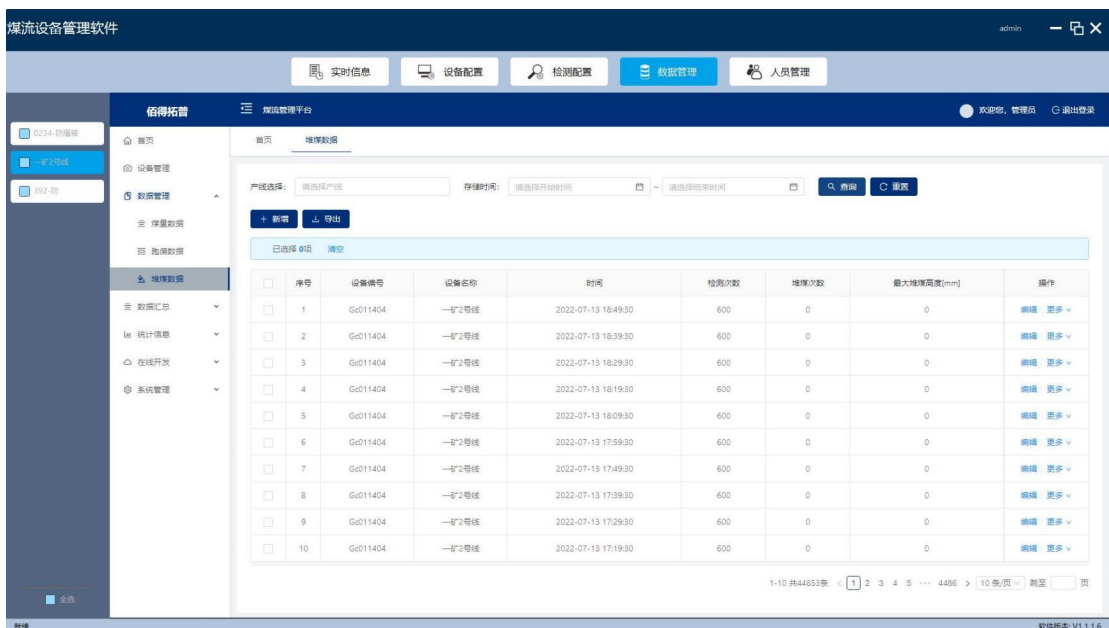 煤流设备管理软件
admin
实时信息
设备配置
检测配置
数据管理
人员管理
0234-防爆箱
一矿2号线
佰得拓普
煤流管理平台
欢迎您，管理员
退出登录
首页
设备管理
数据管理
煤量数据
跑偏数据
堆煤数据
数据汇总
统计信息
在线开发
系统管理
全选
首页 堆煤数据
产线选择： 请选择产线 存储时间： 请选择开始时间 ~ 请选择结束时间 查询 重置
+ 新增 导出
已选择 0项 清空
序号 设备编号 设备名称 时间 检测次数 堆煤次数 最大堆煤高度[mm] 操作
1 Gc011404 一矿2号线 2022-07-13 18:49:30 600 0 0 编辑 更多
2 Gc011404 一矿2号线 2022-07-13 18:39:30 600 0 0 编辑 更多
3 Gc011404 一矿2号线 2022-07-13 18:29:30 600 0 0 编辑 更多
4 Gc011404 一矿2号线 2022-07-13 18:19:30 600 0 0 编辑 更多
5 Gc011404 一矿2号线 2022-07-13 18:09:30 600 0 0 编辑 更多
6 Gc011404 一矿2号线 2022-07-13 17:59:30 600 0 0 编辑 更多
7 Gc011404 一矿2号线 2022-07-13 17:49:30 600 0 0 编辑 更多
8 Gc011404 一矿2号线 2022-07-13 17:39:30 600 0 0 编辑 更多
9 Gc011404 一矿2号线 2022-07-13 17:29:30 600 0 0 编辑 更多
10 Gc011404 一矿2号线 2022-07-13 17:19:30 600 0 0 编辑 更多
1-10 共44853条 < 1 2 3 4 5 ··· 4486 > 10 条/页 跳至 页
就绪
软件版本: V1.1.1.6